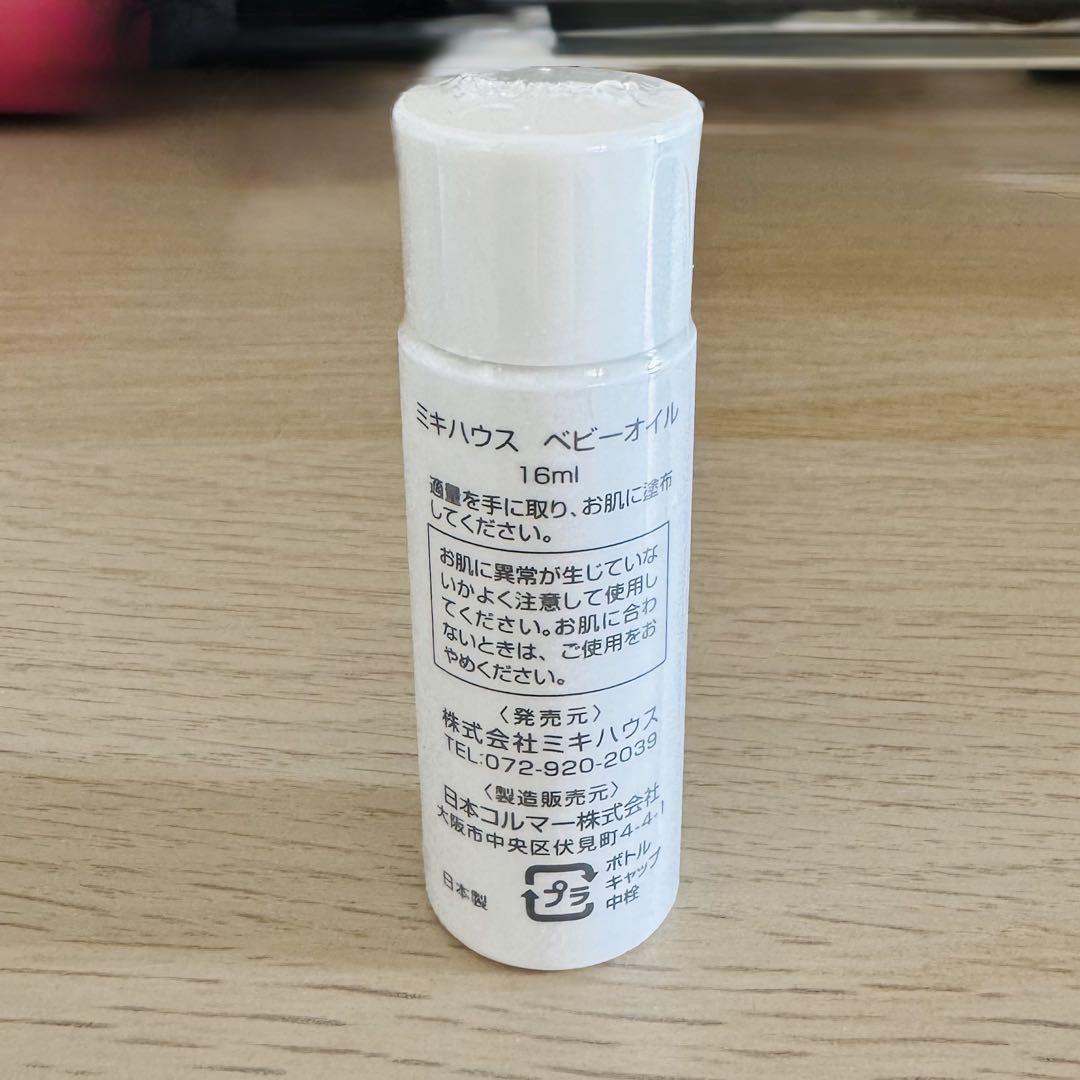 ミキハウス ベビーオイル
16ml
適量を手に取り、お肌に塗布
してください。
お肌に異常が生じていな
いかよく注意して使用し
てください。お肌に合わ
ないときは、ご使用をお
やめください。
〈発売元〉
株式会社ミキハウス
TEL:072-920-2039
〈製造販売元〉
日本コルマー株式会社
大阪市中央区伏見町4-4-1
日本製
プラ
ボトル
キャップ
中栓